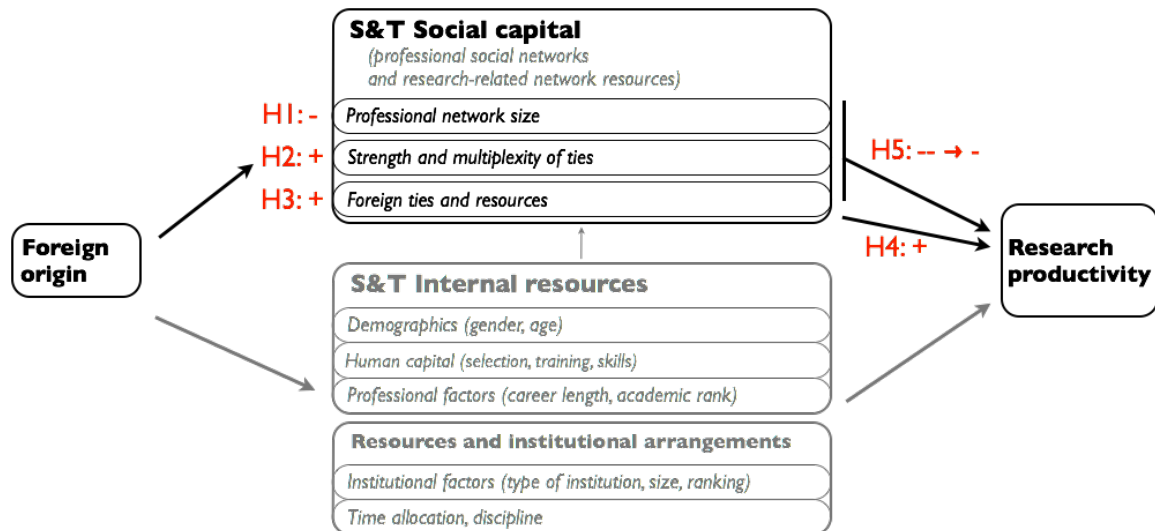 S&T Social capital
(professional social networks
and research-related network resources)
H1: -
Professional network size
H2: +
Strength and multiplexity of ties
H3: +
Foreign ties and resources
H5: -- → -
H4: +
Foreign
origin
Research
productivity
S&T Internal resources
Demographics (gender, age)
Human capital (selection, training, skills)
Professional factors (career length, academic rank)
Resources and institutional arrangements
Institutional factors (type of institution, size, ranking)
Time allocation, discipline